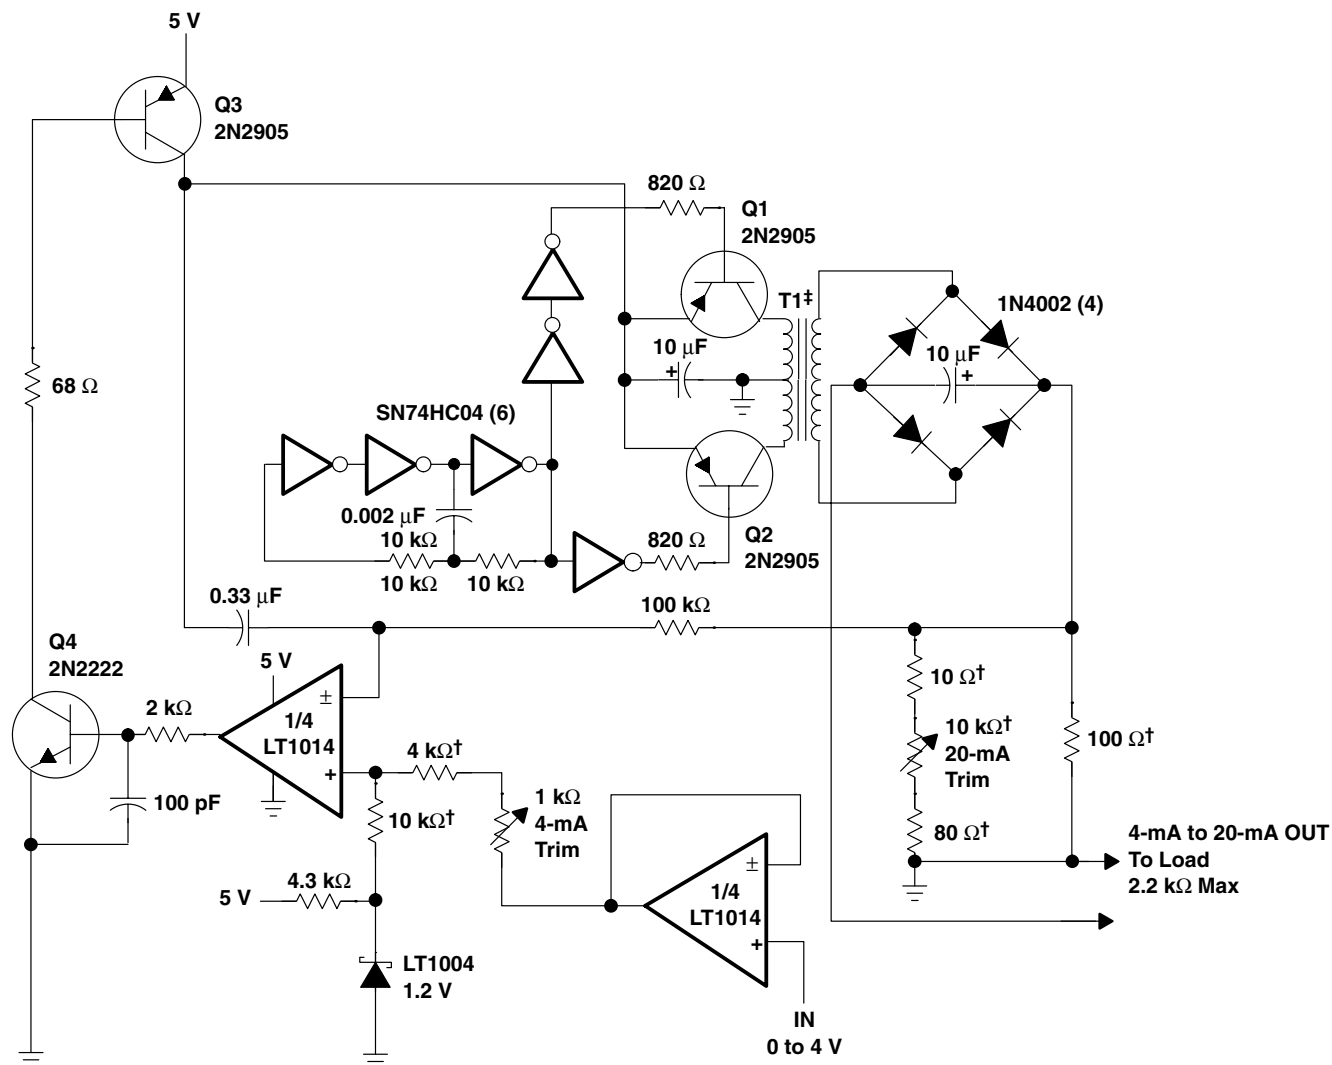 5 V
Q3
2N2905
820 Ω
Q1
2N2905
T1‡
1N4002 (4)
10 μF
+
10 μF
+
68 Ω
SN74HC04 (6)
0.002 μF
10 kΩ
10 kΩ
10 kΩ
820 Ω
Q2
2N2905
0.33 μF
100 kΩ
Q4
2N2222
5 V
2 kΩ
±
1/4
LT1014
+
4 kΩ†
10 Ω†
10 kΩ†
20-mA
Trim
100 Ω†
100 pF
10 kΩ†
1 kΩ
4-mA
Trim
80 Ω†
4-mA to 20-mA OUT
To Load
2.2 kΩ Max
5 V
4.3 kΩ
±
1/4
LT1014
+
LT1004
1.2 V
IN
0 to 4 V